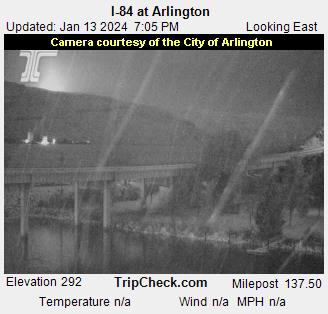 I-84 at Arlington
Updated: Jan 13 2024 7:05 PM Looking East
Camera courtesy of the City of Arlington
Elevation 292 TripCheck.com Milepost 137.50
Temperature n/a Wind n/a MPH n/a